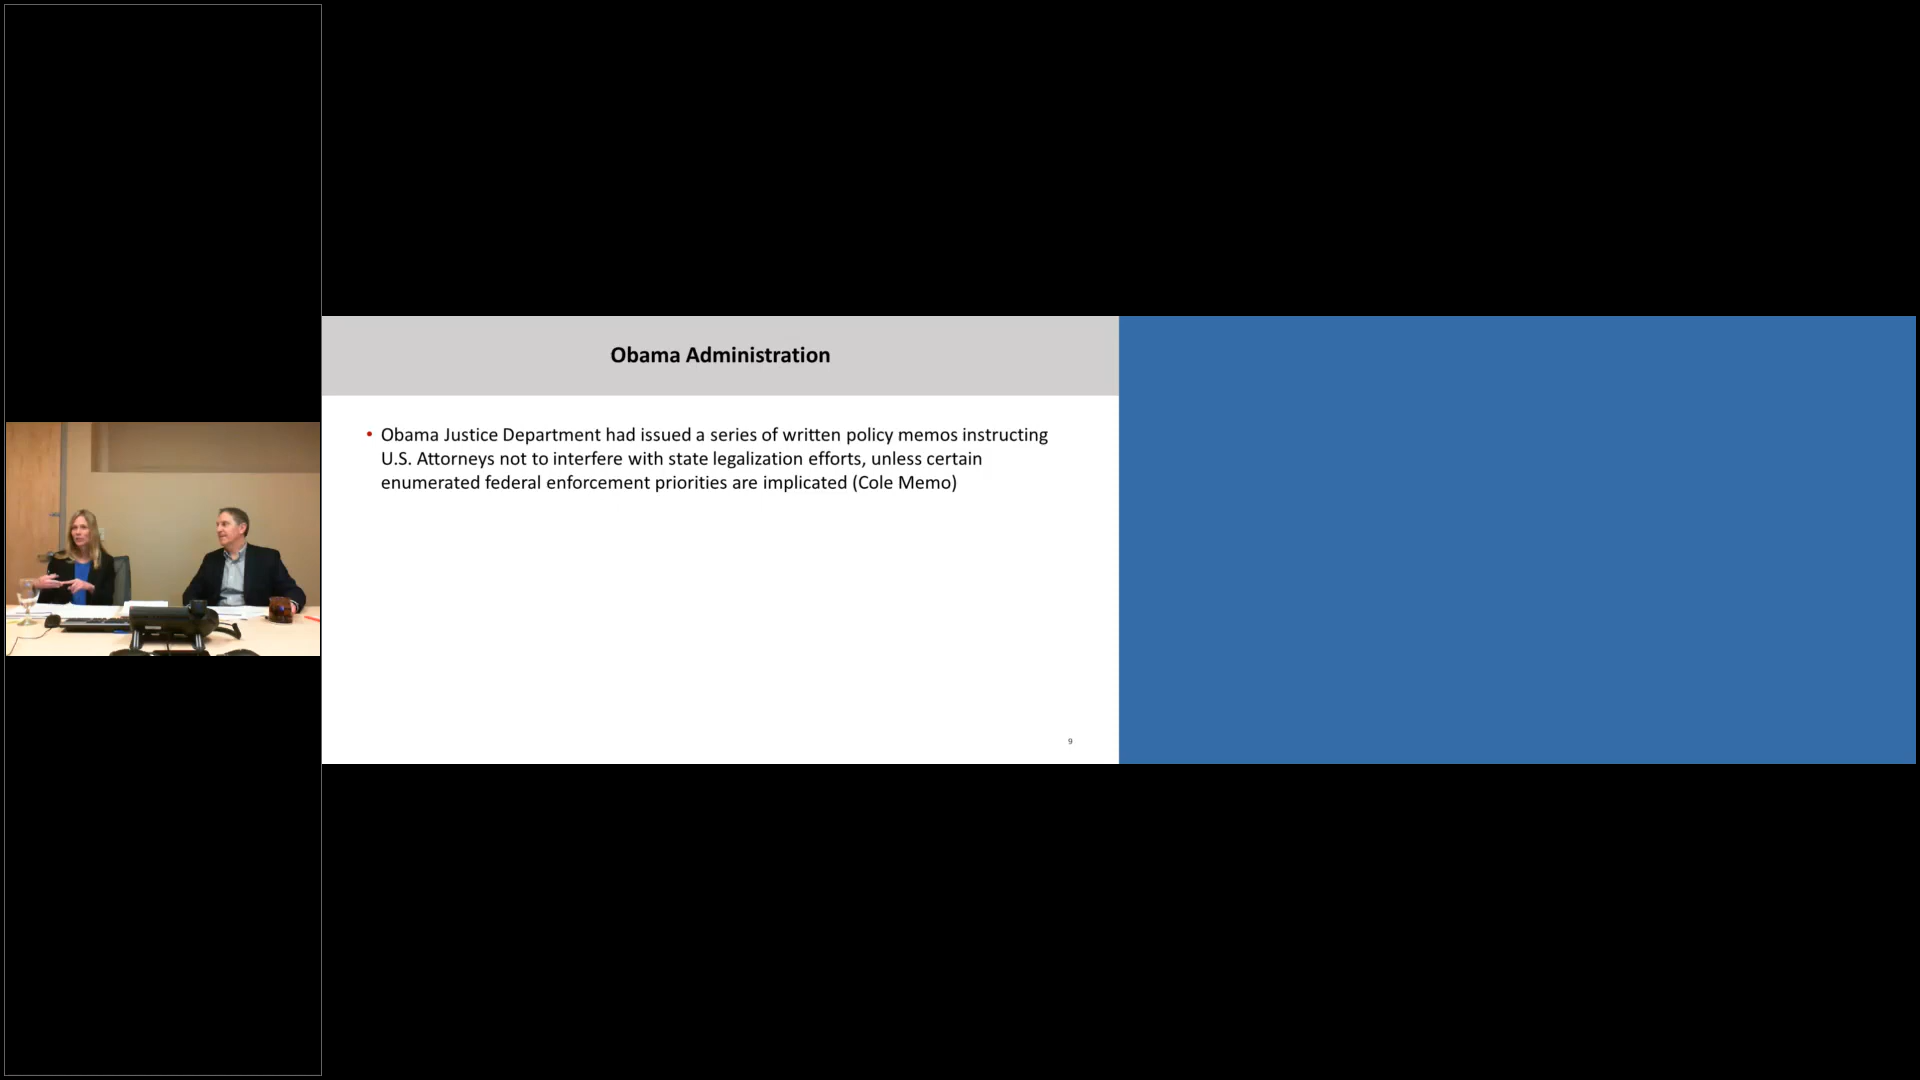 Obama Administration
• Obama Justice Department had issued a series of written policy memos instructing
U.S. Attorneys not to interfere with state legalization efforts, unless certain
enumerated federal enforcement priorities are implicated (Cole Memo)
9